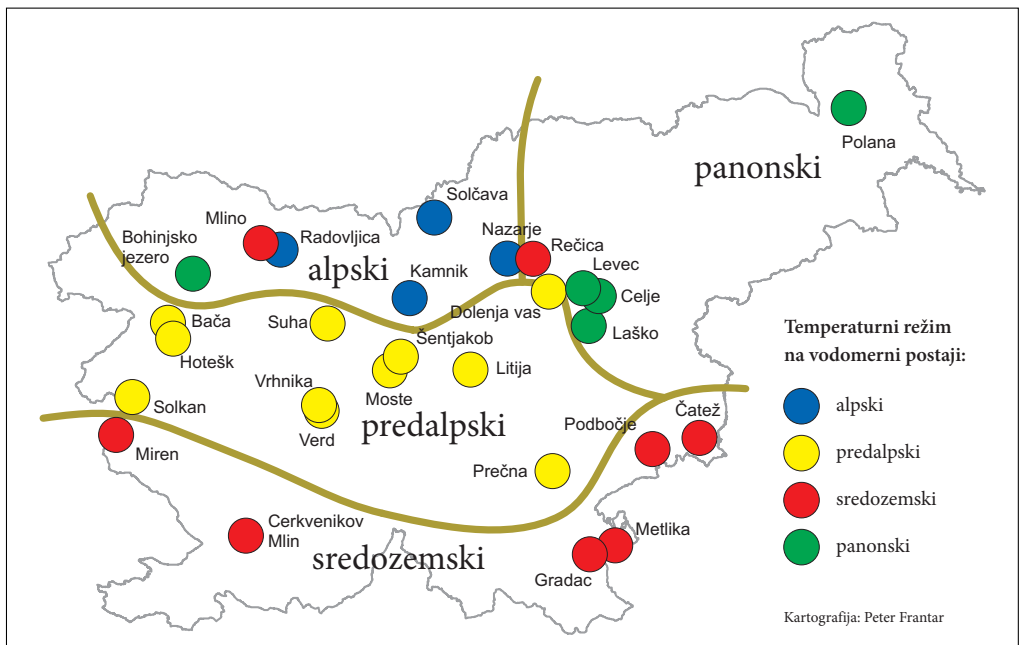 Polana
panonski
Solčava
Mlino
Radovljica
Nazarje
Rečica
Bohinjsko
jezero
alpski
Kamnik
Levec
Celje
Dolenja vas
Laško
Bača
Suha
Šentjakob
Hotešk
Litija
Vrhnika
Moste
Solkan
predalpski
Verd
Podbočje
Čatež
Miren
Prečna
Cerkvenikov
Mlin
sredozemski
Metlika
Gradac
Temperaturni režim
na vodomerni postaji:
alpski
predalpski
sredozemski
panonski
Kartografija: Peter Frantar